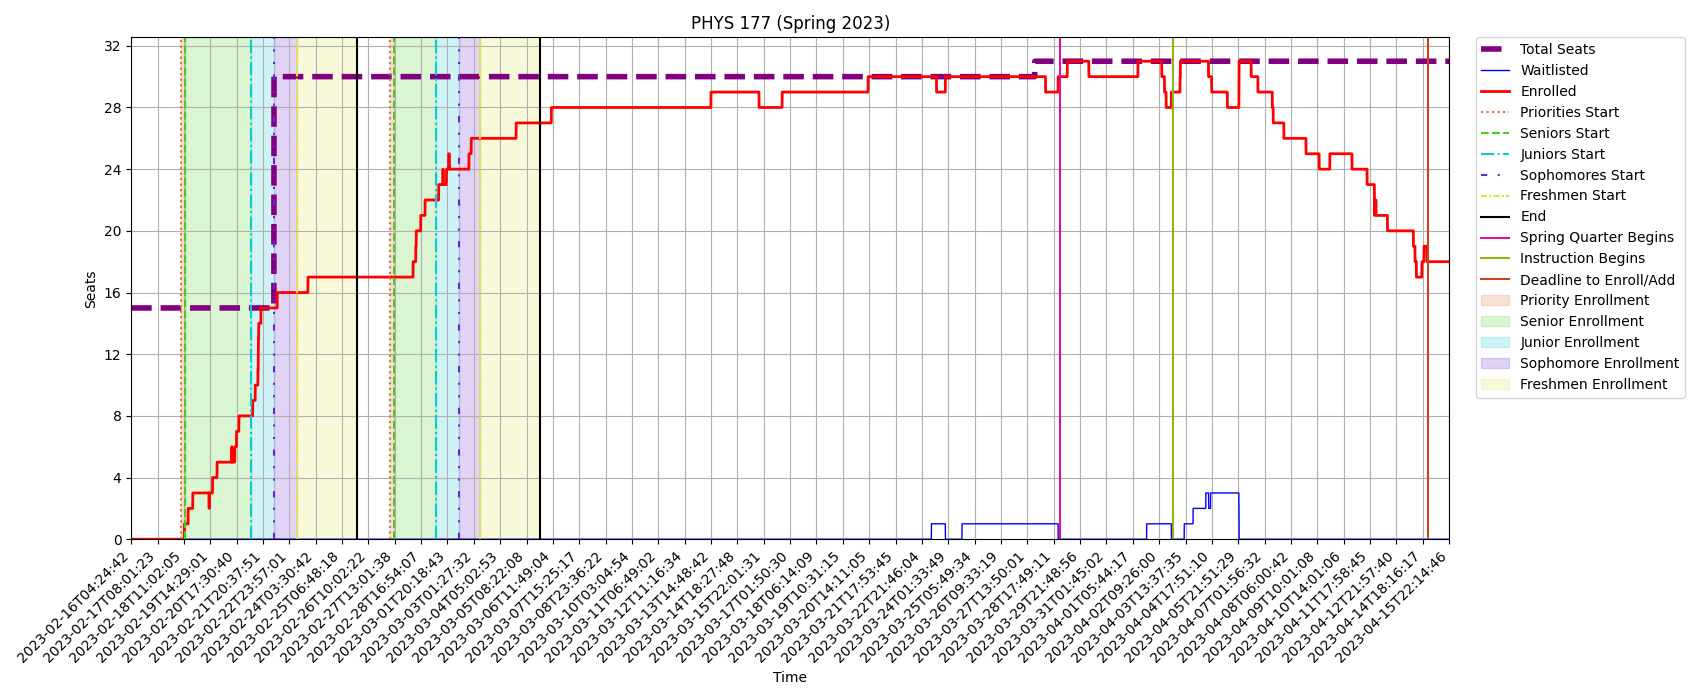 PHYS 177 (Spring 2023)
Seats
32
28
24
20
16
12
8
4
0
2023-02-16T04:24:42
2023-02-17T08:01:23
2023-02-18T11:02:05
2023-02-19T14:29:01
2023-02-20T17:30:40
2023-02-21T20:37:51
2023-02-22T23:57:01
2023-02-24T03:30:42
2023-02-25T06:48:18
2023-02-26T10:02:22
2023-02-27T13:01:38
2023-02-28T16:54:07
2023-03-01T20:18:43
2023-03-03T01:27:32
2023-03-04T05:02:53
2023-03-05T08:22:08
2023-03-06T11:49:04
2023-03-07T15:25:17
2023-03-08T23:36:22
2023-03-10T03:04:54
2023-03-11T06:49:02
2023-03-12T11:16:34
2023-03-13T14:48:42
2023-03-14T18:27:48
2023-03-15T22:01:31
2023-03-17T01:50:30
2023-03-18T06:14:09
2023-03-19T10:31:15
2023-03-20T14:11:05
2023-03-21T17:53:45
2023-03-22T21:46:04
2023-03-24T01:33:49
2023-03-25T05:49:34
2023-03-26T09:33:19
2023-03-27T13:50:01
2023-03-28T17:49:11
2023-03-29T21:48:56
2023-03-31T01:45:02
2023-04-01T05:44:17
2023-04-02T09:26:00
2023-04-03T13:37:35
2023-04-04T17:51:10
2023-04-05T21:51:29
2023-04-07T01:56:32
2023-04-08T06:00:42
2023-04-09T10:01:08
2023-04-10T14:01:06
2023-04-11T17:58:45
2023-04-12T21:57:40
2023-04-14T18:16:17
2023-04-15T22:14:46
Time
Total Seats
Waitlisted
Enrolled
Priorities Start
Seniors Start
Juniors Start
Sophomores Start
Freshmen Start
End
Spring Quarter Begins
Instruction Begins
Deadline to Enroll/Add
Priority Enrollment
Senior Enrollment
Junior Enrollment
Sophomore Enrollment
Freshmen Enrollment